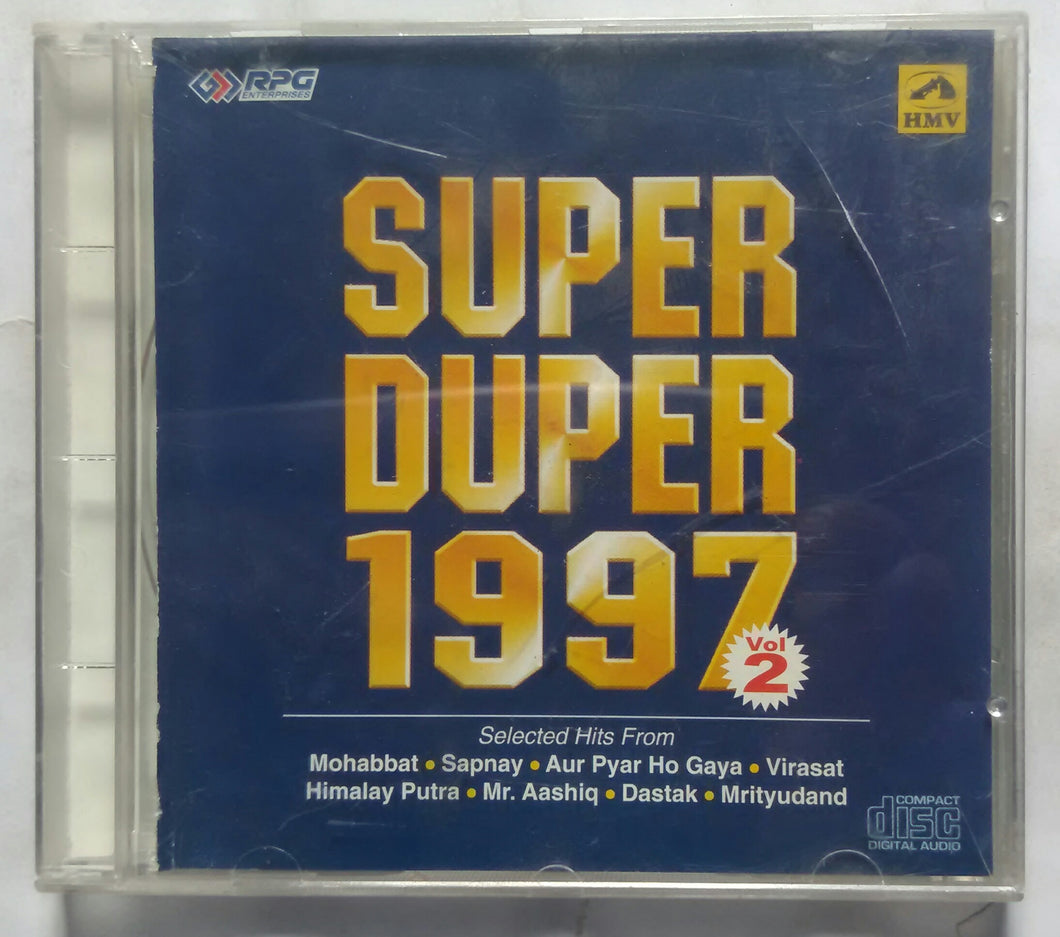 RPG
ENTERPRISES
HMV
SUPER
DUPER
1997
Vol
2
Selected Hits From
Mohabbat • Sapnay • Aur Pyar Ho Gaya • Virasat
Himalay Putra • Mr. Aashiq • Dastak • Mrityudand
COMPACT
disc
DIGITAL AUDIO